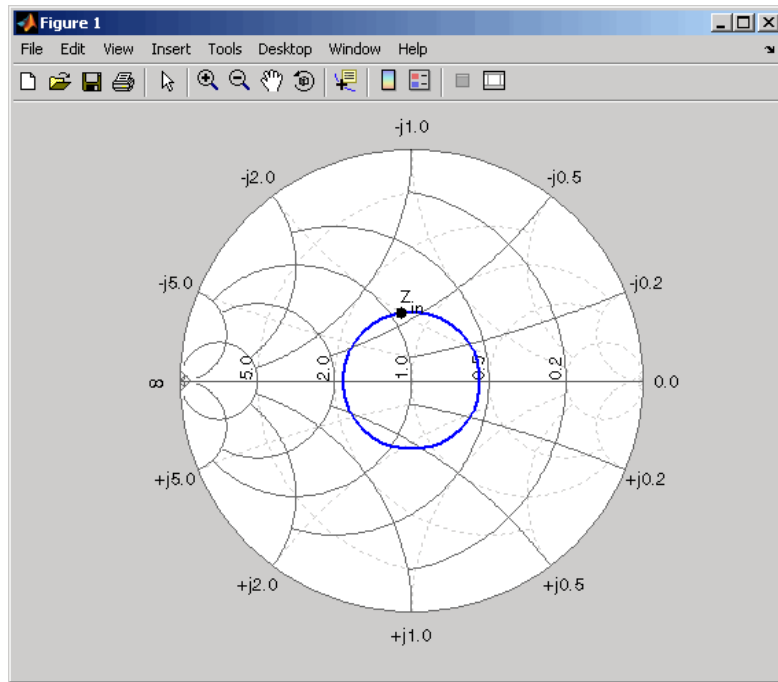 Figure 1
File Edit View Insert Tools Desktop Window Help
-j1.0
-j2.0
-j0.5
-j5.0
-j0.2
Z_in
∞
5.0
2.0
1.0
0.5
0.2
0.0
+j5.0
+j0.2
+j2.0
+j0.5
+j1.0